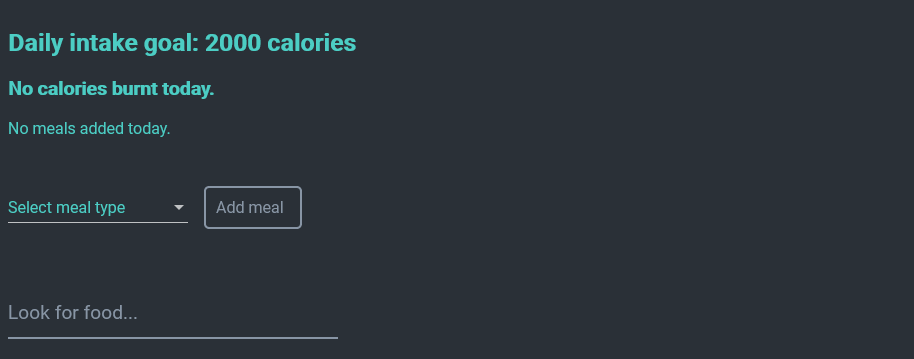 Daily intake goal: 2000 calories
No calories burnt today.
No meals added today.
Select meal type
Add meal
Look for food...